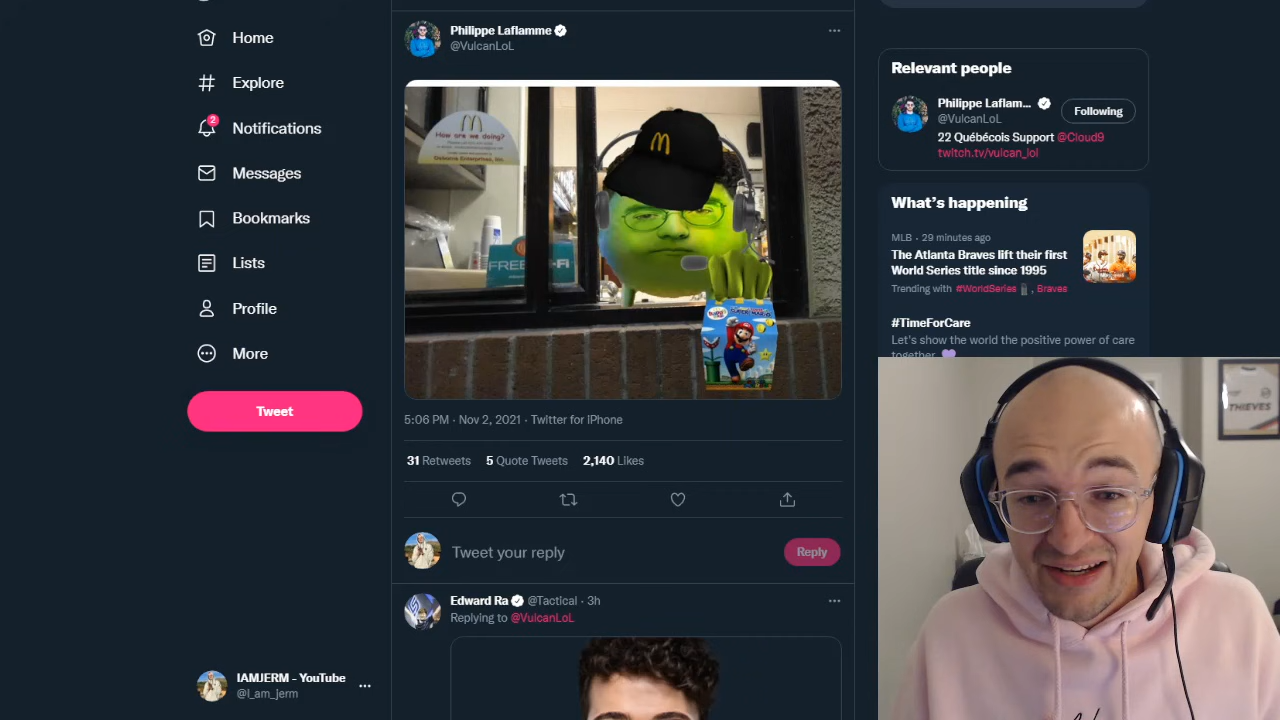 Home
Explore
2
Notifications
Messages
Bookmarks
Lists
Profile
More
Tweet
IAMJERM - YouTube
@I_am_jerm
Philippe Laflamme
@VulcanLoL
How are we doing?
FREE
SUPER MARIO
5:06 PM · Nov 2, 2021 · Twitter for iPhone
31 Retweets 5 Quote Tweets 2,140 Likes
Tweet your reply
Reply
Edward Ra @Tactical · 3h
Replying to @VulcanLoL
Relevant people
Philippe Laflam...
@VulcanLoL
Following
22 Québécois Support @Cloud9
twitch.tv/vulcan_lol
What's happening
MLB · 29 minutes ago
The Atlanta Braves lift their first
World Series title since 1995
Trending with #WorldSeries , Braves
#TimeForCare
Let's show the world the positive power of care
together.
THIEVES